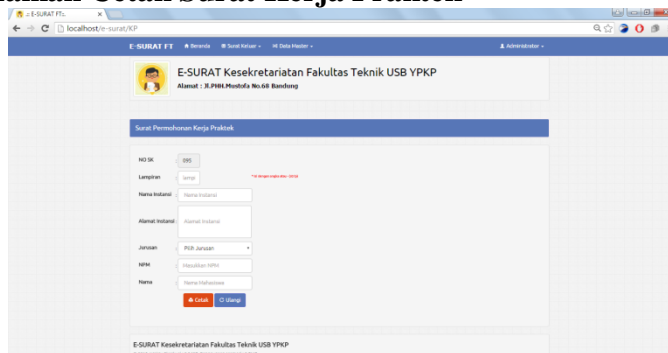 E-SURAT FT:.
localhost/e-surat/KP
E-SURAT FT Beranda Surat Keluar Data Master Administrator
E-SURAT Kesekretariatan Fakultas Teknik USB YPKP
Alamat : Jl.PHH.Mustofa No.68 Bandung
Surat Permohonan Kerja Praktek
NO SK : 085
Lampiran :
Nama Instansi : Nama Instansi
Alamat Instansi : Alamat Instansi
Jurusan : Pilih Jurusan
NPM : Masukkan NPM
Nama : Nama Mahasiswa
Cetak Ulangi
E-SURAT Kesekretariatan Fakultas Teknik USB YPKP